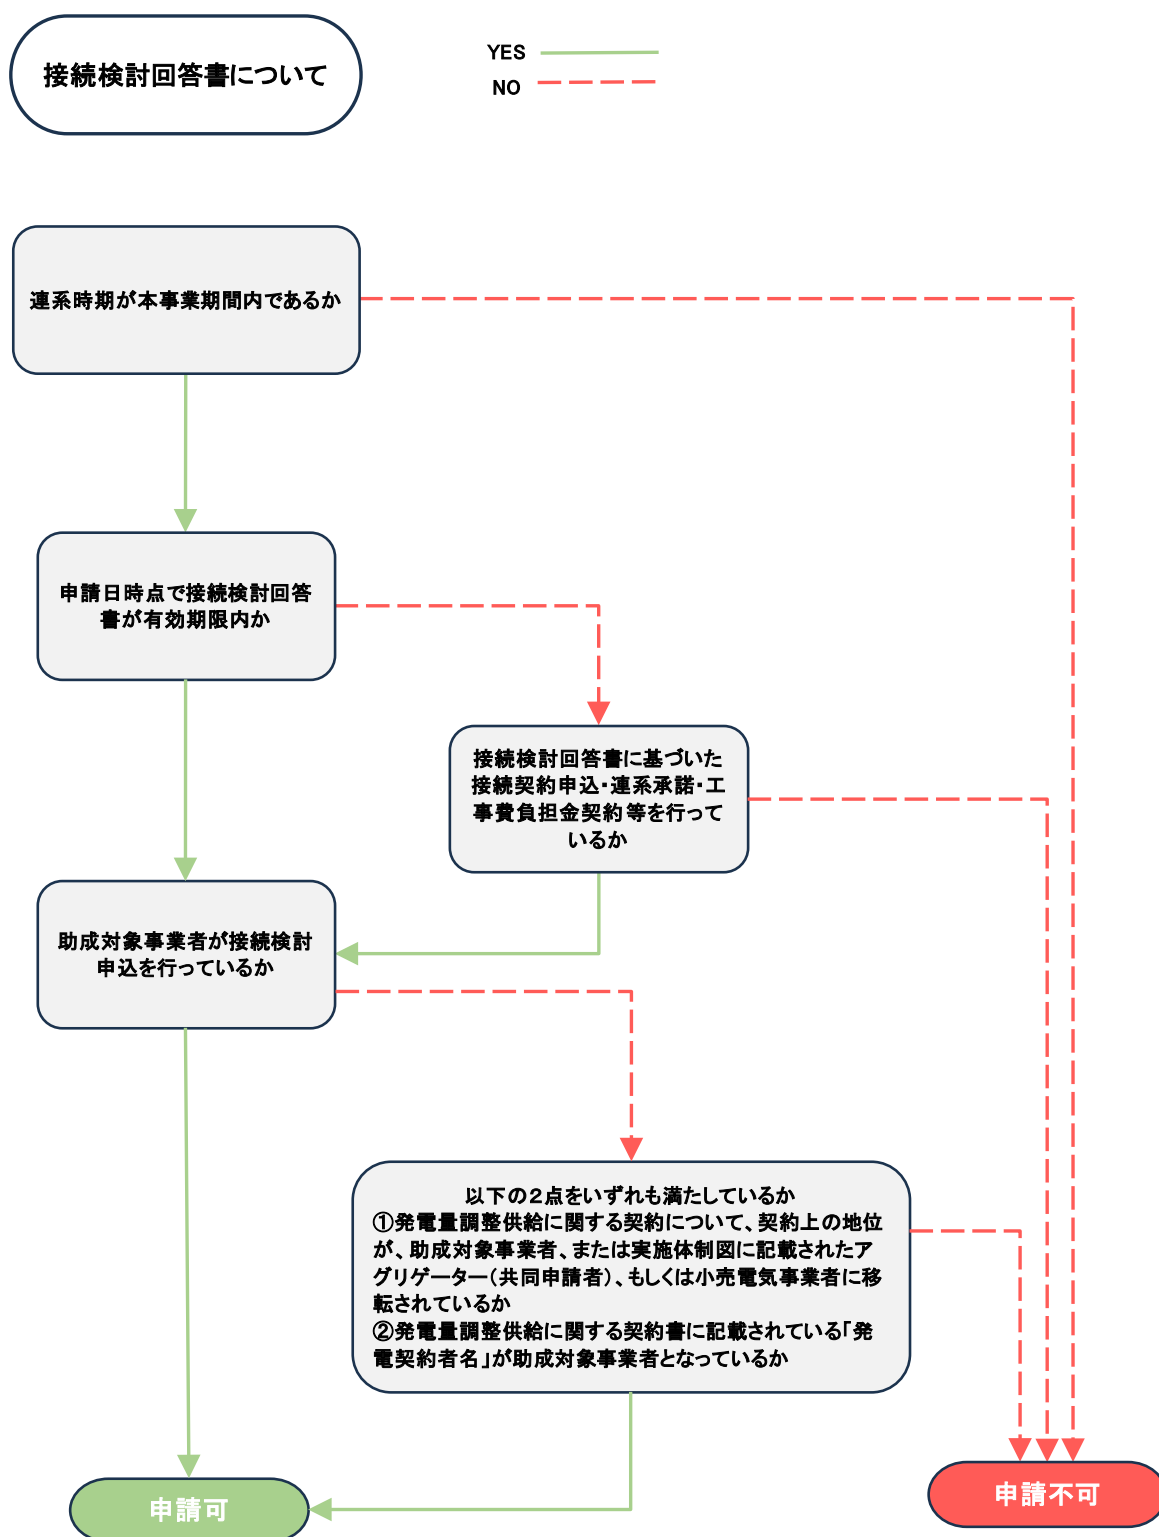 接続検討回答書について
YES
NO
連系時期が本事業期間内であるか
申請日時点で接続検討回答
書が有効期限内か
接続検討回答書に基づいた
接続契約申込・連系承諾・工
事費負担金契約等を行って
いるか
助成対象事業者が接続検討
申込を行っているか
以下の2点をいずれも満たしているか
①発電量調整供給に関する契約について、契約上の地位
が、助成対象事業者、または実施体制図に記載されたア
グリゲーター(共同申請者)、もしくは小売電気事業者に移
転されているか
②発電量調整供給に関する契約書に記載されている「発
電契約者名」が助成対象事業者となっているか
申請可
申請不可